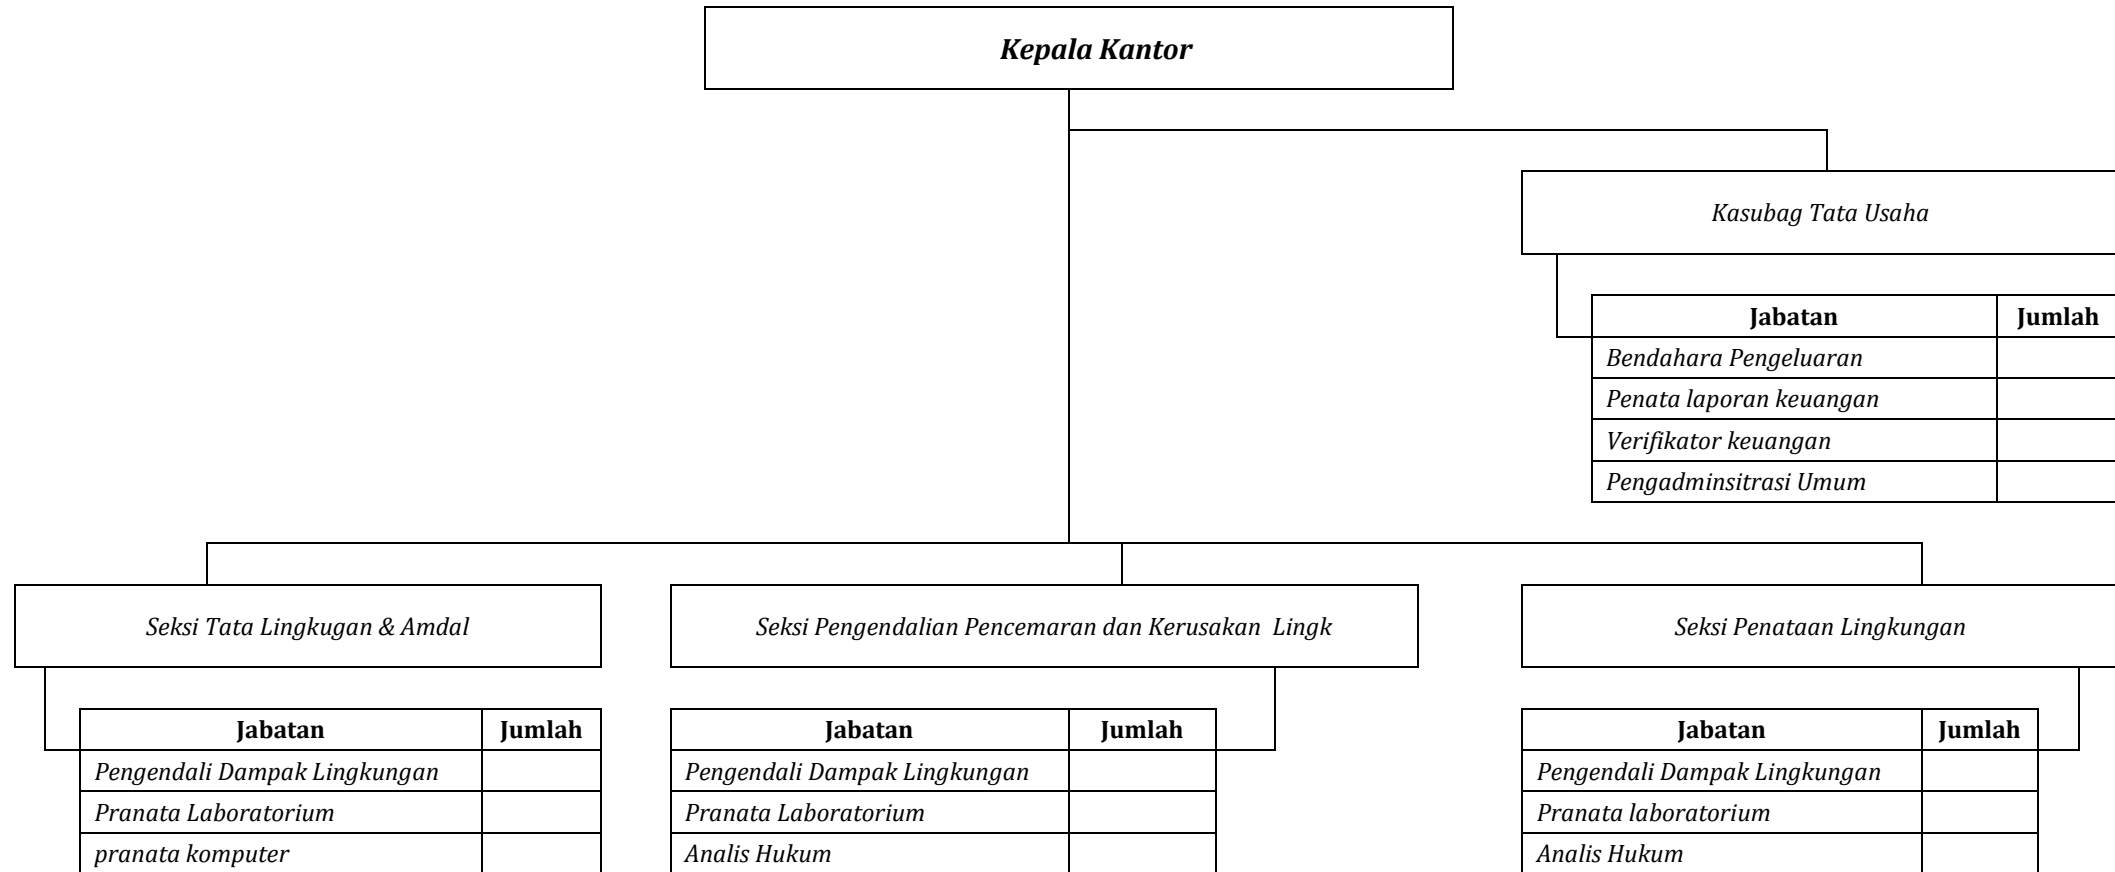 Kepala Kantor
Kasubag Tata Usaha
Jabatan Jumlah
Bendahara Pengeluaran
Penata laporan keuangan
Verifikator keuangan
Pengadminsitrasi Umum
Seksi Tata Lingkugan & Amdal
Seksi Pengendalian Pencemaran dan Kerusakan Lingk
Seksi Penataan Lingkungan
Jabatan Jumlah
Pengendali Dampak Lingkungan
Pranata Laboratorium
pranata komputer
Jabatan Jumlah
Pengendali Dampak Lingkungan
Pranata Laboratorium
Analis Hukum
Jabatan Jumlah
Pengendali Dampak Lingkungan
Pranata laboratorium
Analis Hukum